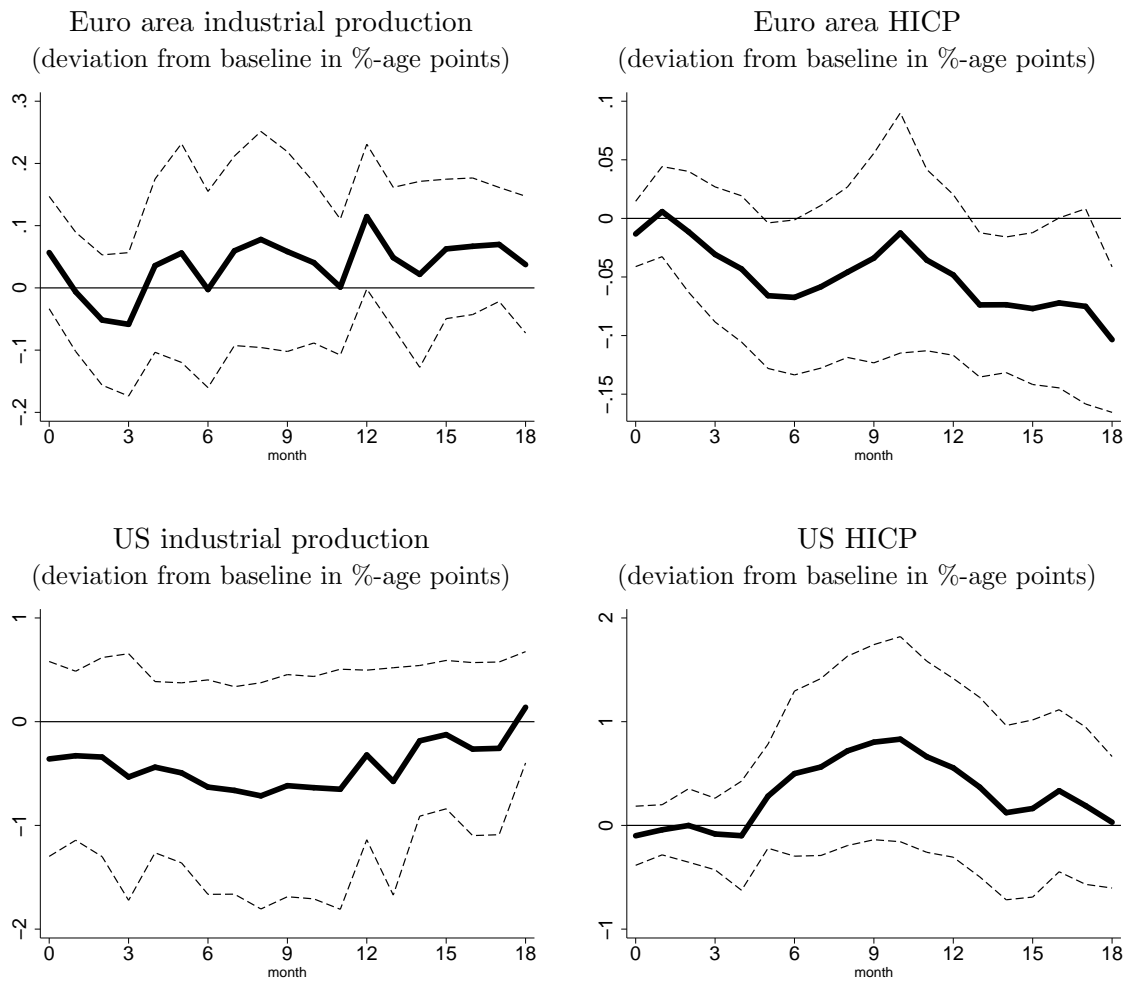 Euro area industrial production
(deviation from baseline in %-age points)
.3
.2
.1
0
−.1
−.2
0 3 6 9 12 15 18
month
Euro area HICP
(deviation from baseline in %-age points)
.1
.05
0
−.05
−.1
−.15
0 3 6 9 12 15 18
month
US industrial production
(deviation from baseline in %-age points)
1
0
−1
−2
0 3 6 9 12 15 18
month
US HICP
(deviation from baseline in %-age points)
2
1
0
−1
0 3 6 9 12 15 18
month